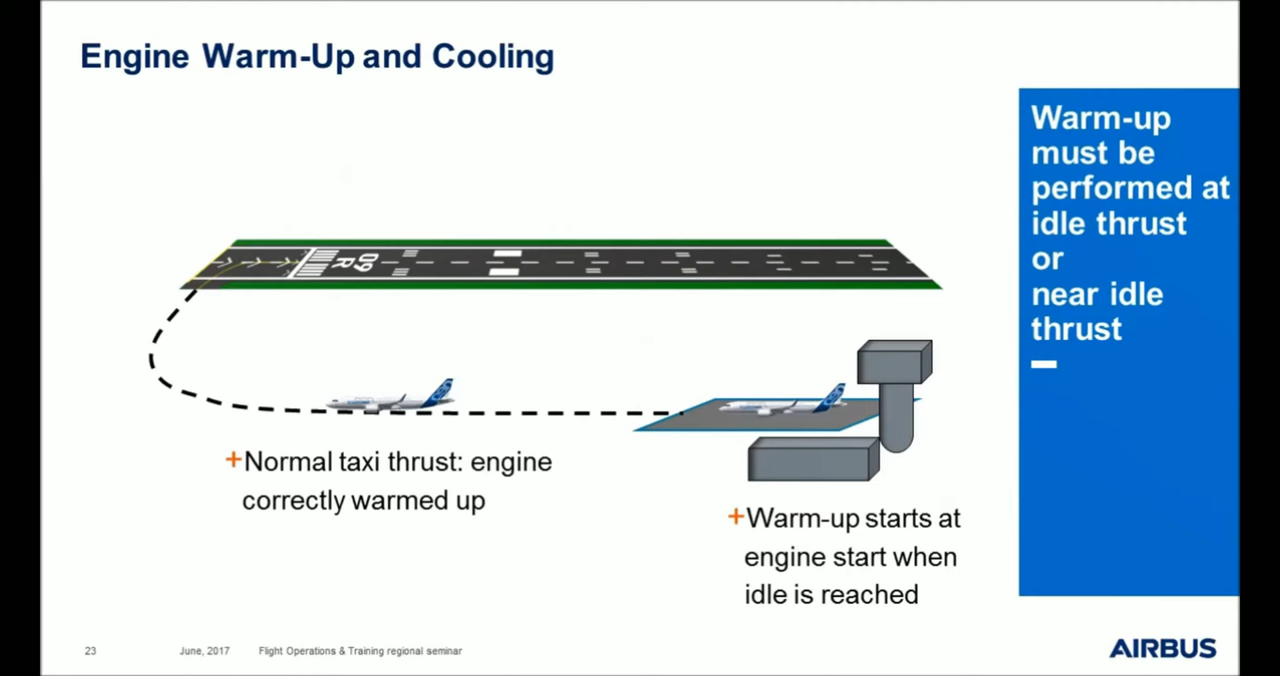 Engine Warm-Up and Cooling
Warm-up
must be
performed at
idle thrust
or
near idle
thrust
09
R
+Normal taxi thrust: engine
correctly warmed up
+Warm-up starts at
engine start when
idle is reached
23 June, 2017 Flight Operations & Training regional seminar
AIRBUS